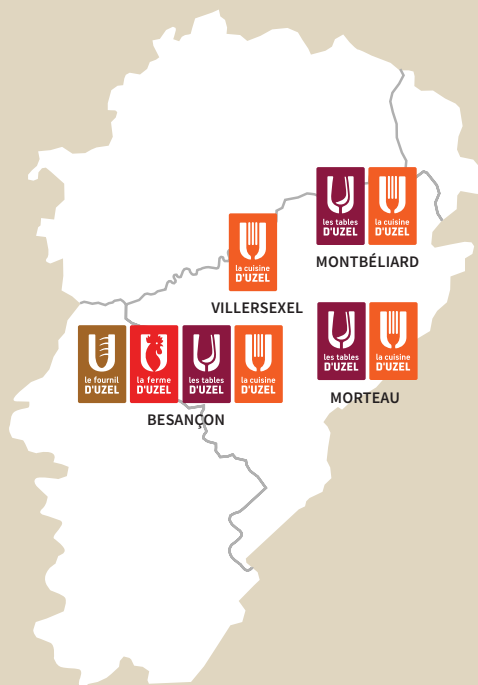 les tables
D'UZEL
la cuisine
D'UZEL
MONTBÉLIARD
la cuisine
D'UZEL
VILLERSEXEL
les tables
D'UZEL
la cuisine
D'UZEL
MORTEAU
le fournil
D'UZEL
la ferme
D'UZEL
les tables
D'UZEL
la cuisine
D'UZEL
BESANÇON